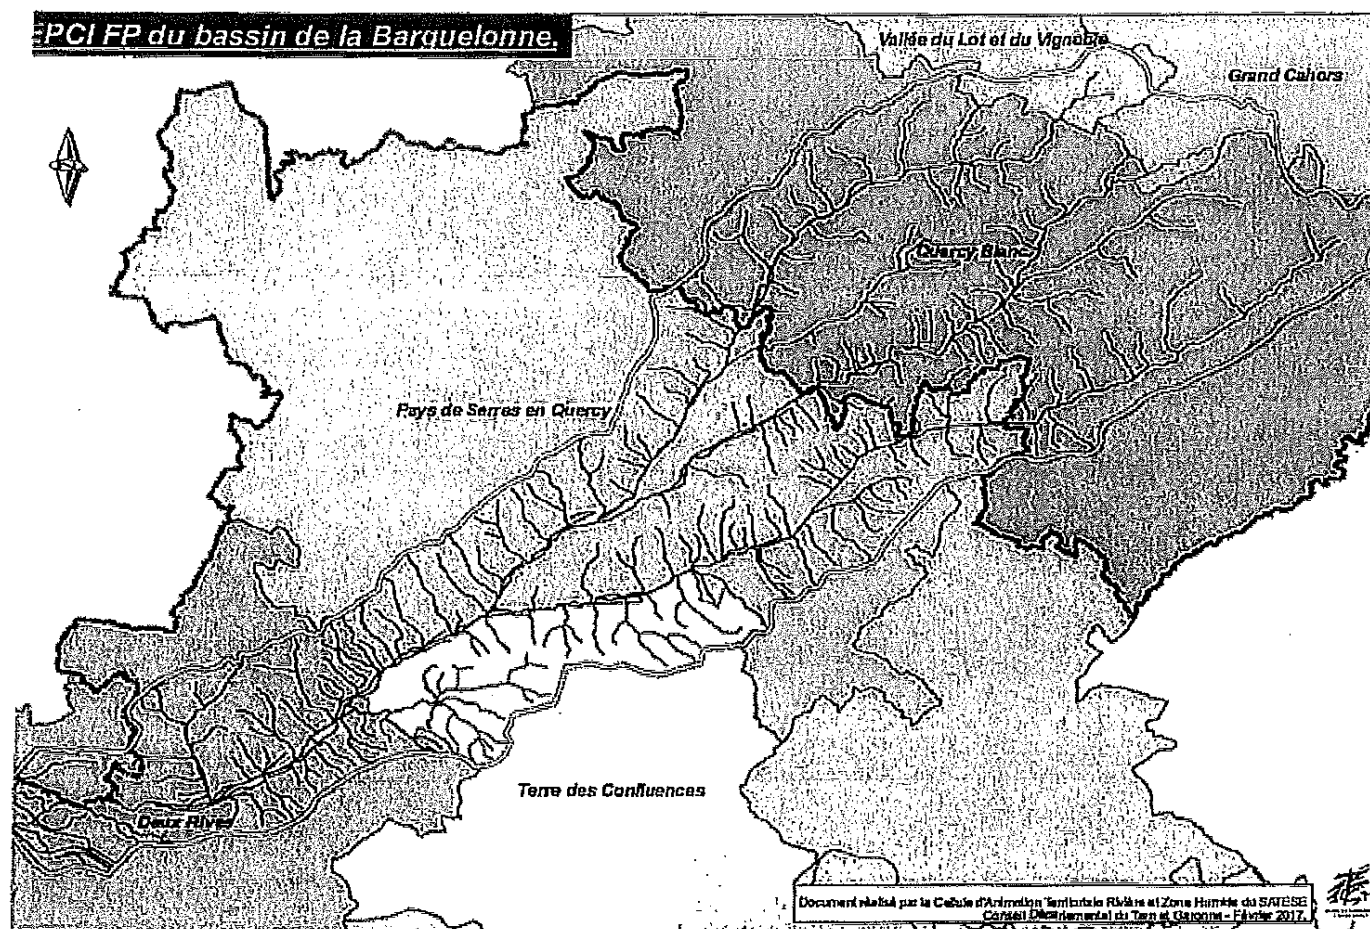 EPCI FP du bassin de la Barguelonne.
Vallée du Lot et du Vignoble
Grand Cahors
Quercy Blanc
Pays de Serres en Quercy
Terre des Confluences
Deux Rives
Document réalisé par la Cellule d'Animation Territoriale Rivière et Zone Humide du SATESE
Conseil Départemental du Tarn et Garonne - Février 2017.